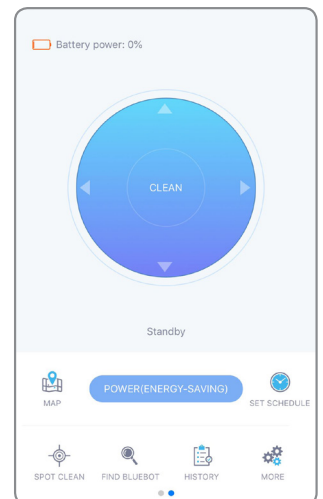 Battery power: 0%
CLEAN
Standby
MAP
POWER(ENERGY-SAVING)
SET SCHEDULE
SPOT CLEAN
FIND BLUEBOT
HISTORY
MORE